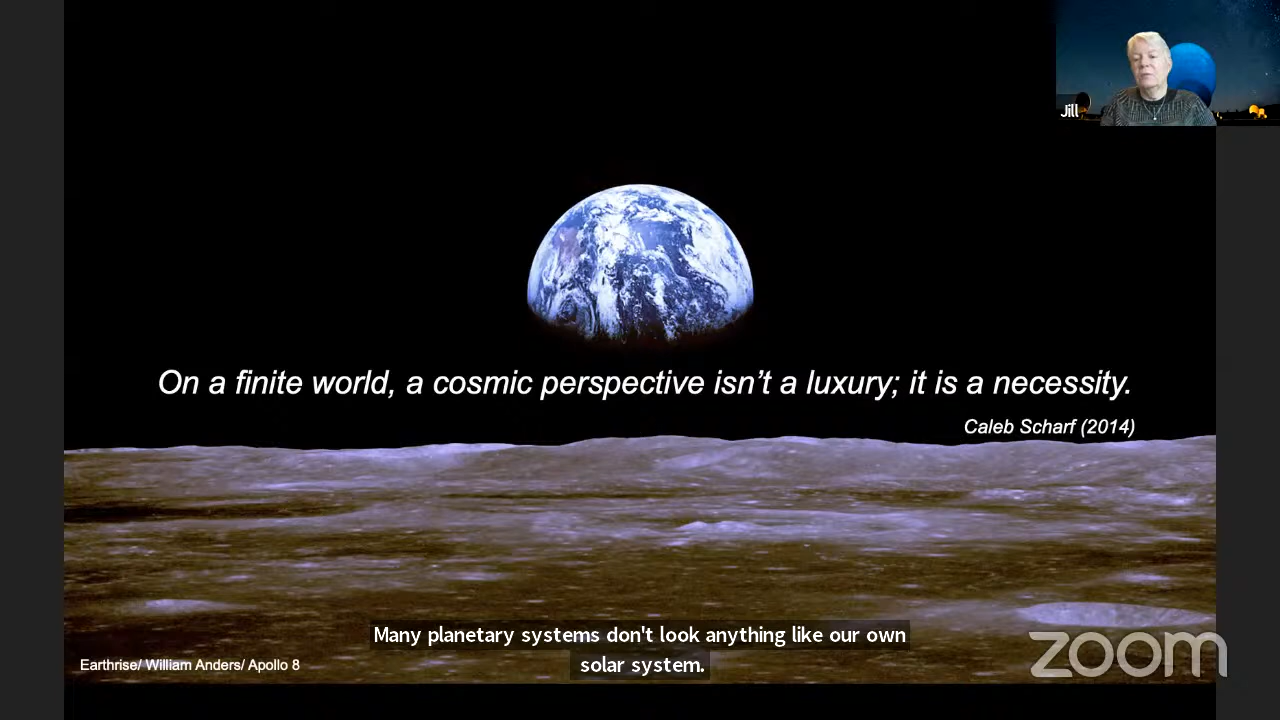 Jill
On a finite world, a cosmic perspective isn’t a luxury; it is a necessity.
Caleb Scharf (2014)
Many planetary systems don't look anything like our own
solar system.
Earthrise/ William Anders/ Apollo 8
zoom